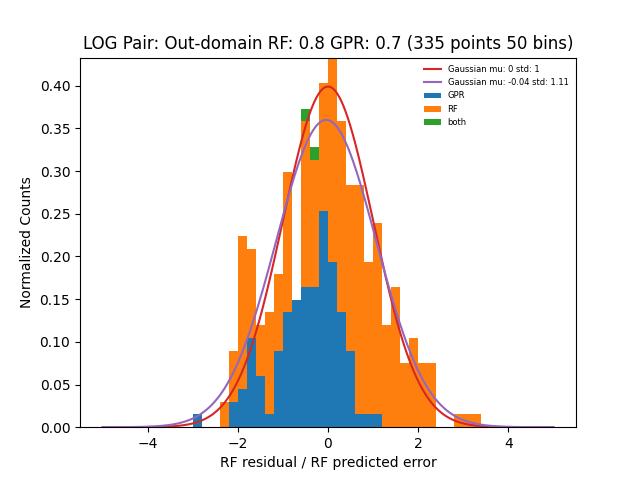 LOG Pair: Out-domain RF: 0.8 GPR: 0.7 (335 points 50 bins)
Gaussian mu: 0 std: 1
Gaussian mu: -0.04 std: 1.11
GPR
RF
both
Normalized Counts
0.40
0.35
0.30
0.25
0.20
0.15
0.10
0.05
0.00
−4
−2
0
2
4
RF residual / RF predicted error